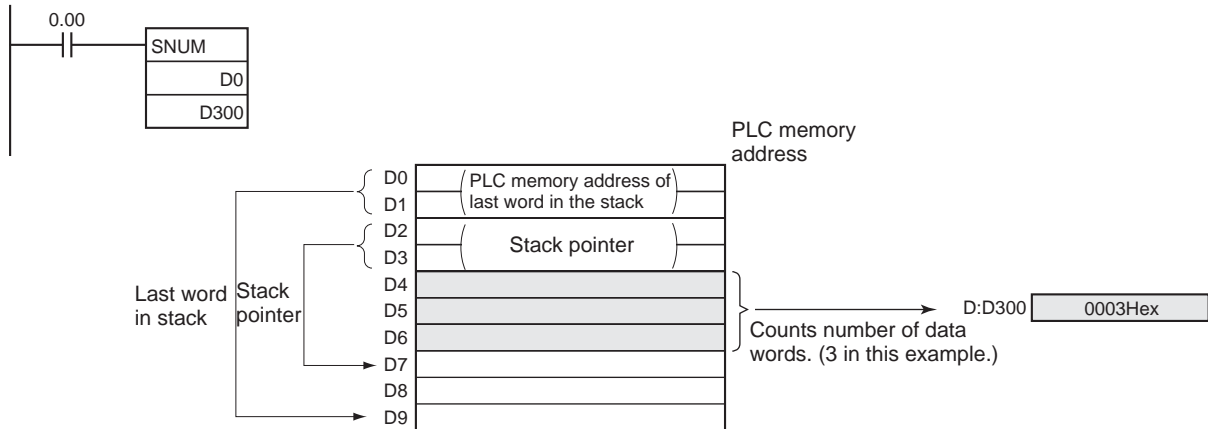 0.00
SNUM
D0
D300
PLC memory
address
D0
D1
D2
D3
D4
D5
D6
D7
D8
D9
(PLC memory address of
last word in the stack)
(Stack pointer)
Last word
in stack
Stack
pointer
Counts number of data
words. (3 in this example.)
D:D300
0003Hex